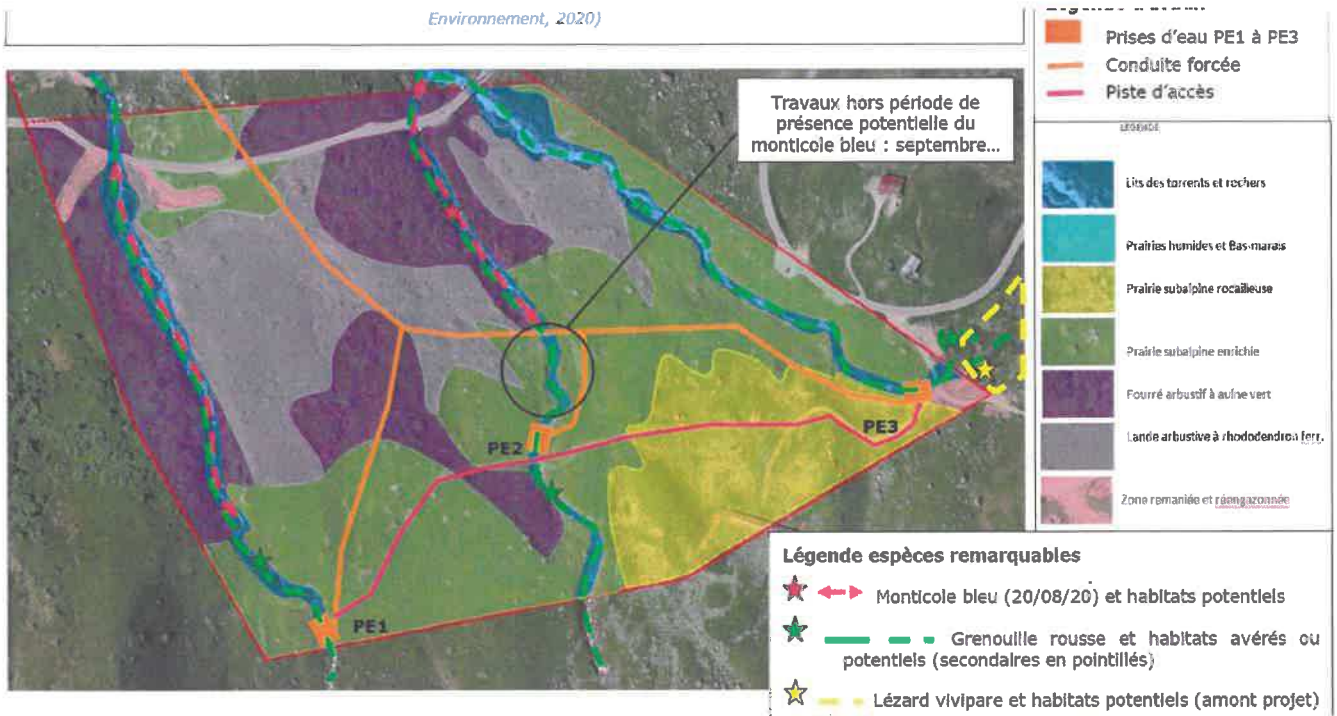 Environnement, 2020)
Prises d'eau PE1 à PE3
Conduite forcée
Piste d'accès
LEGENDE
Lits des torrents et rochers
Prairies humides et Bas-marais
Prairie subalpine rocailleuse
Prairie subalpine enrichie
Fourré arbustif à aulne vert
Lande arbustive à rhododendron ferr.
Zone remaniée et réengazonnée
Travaux hors période de
présence potentielle du
monticole bleu : septembre...
PE2
PE3
PE1
Légende espèces remarquables
Monticole bleu (20/08/20) et habitats potentiels
Grenouille rousse et habitats avérés ou
potentiels (secondaires en pointillés)
Lézard vivipare et habitats potentiels (amont projet)